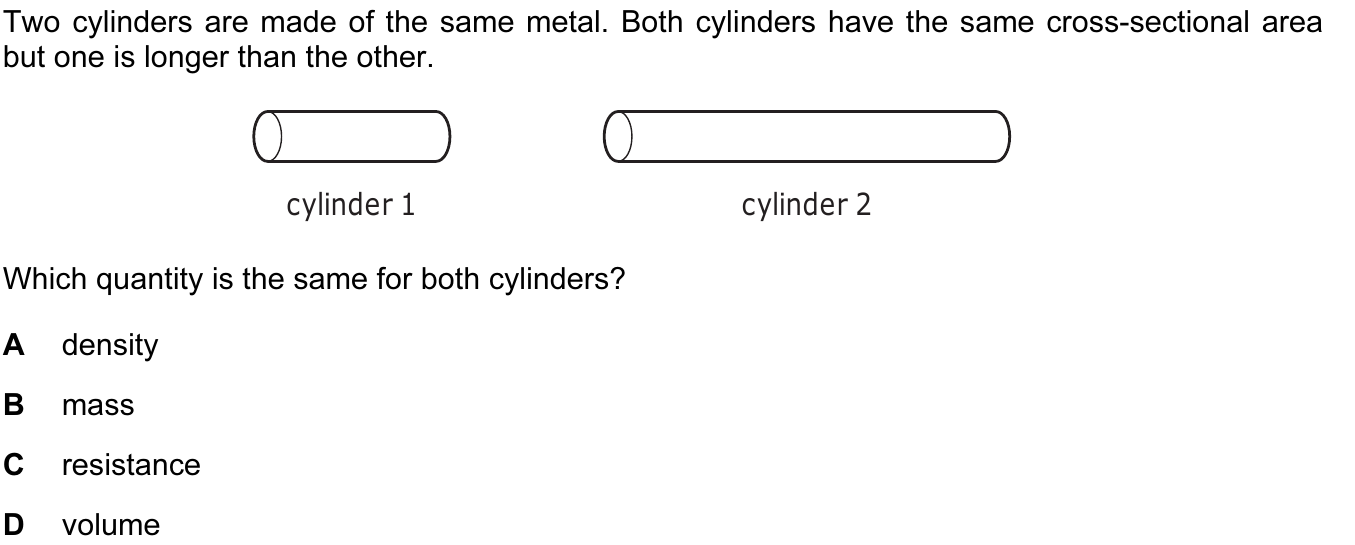 Two cylinders are made of the same metal. Both cylinders have the same cross-sectional area
but one is longer than the other.
cylinder 1
cylinder 2
Which quantity is the same for both cylinders?
A density
B mass
C resistance
D volume